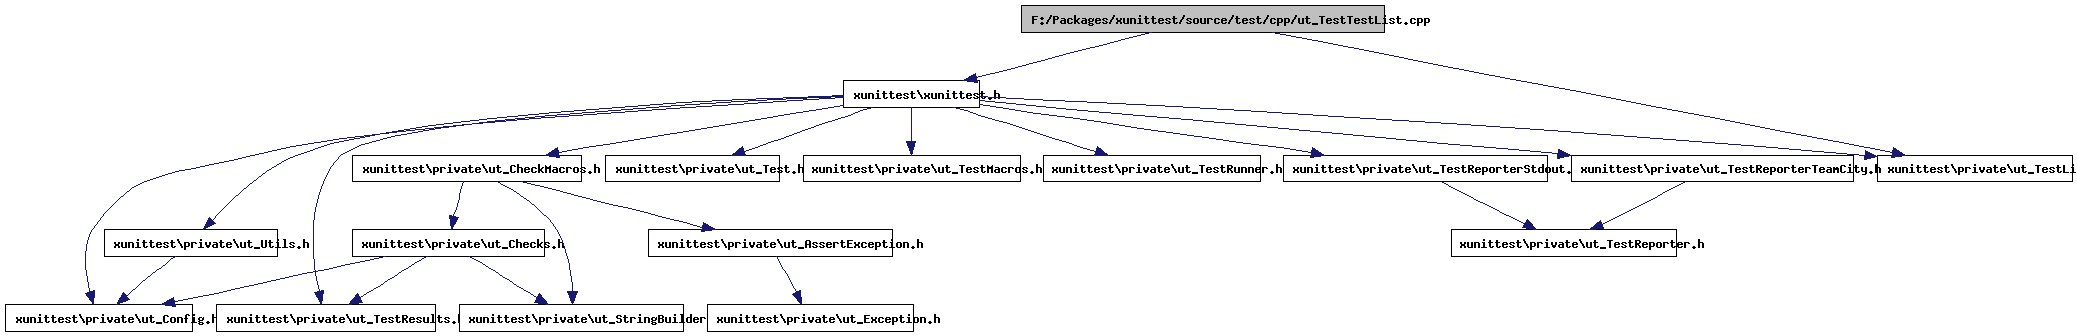 F:/Packages/xunittest/source/test/cpp/ut_TestTestList.cpp
xunittest\xunittest.h
xunittest\private\ut_CheckMacros.h
xunittest\private\ut_Test.h
xunittest\private\ut_TestMacros.h
xunittest\private\ut_TestRunner.h
xunittest\private\ut_TestReporterStdout.
xunittest\private\ut_TestReporterTeamCity.h
xunittest\private\ut_TestLi
xunittest\private\ut_Utils.h
xunittest\private\ut_Checks.h
xunittest\private\ut_AssertException.h
xunittest\private\ut_TestReporter.h
xunittest\private\ut_Config.h
xunittest\private\ut_TestResults.h
xunittest\private\ut_StringBuilder
xunittest\private\ut_Exception.h